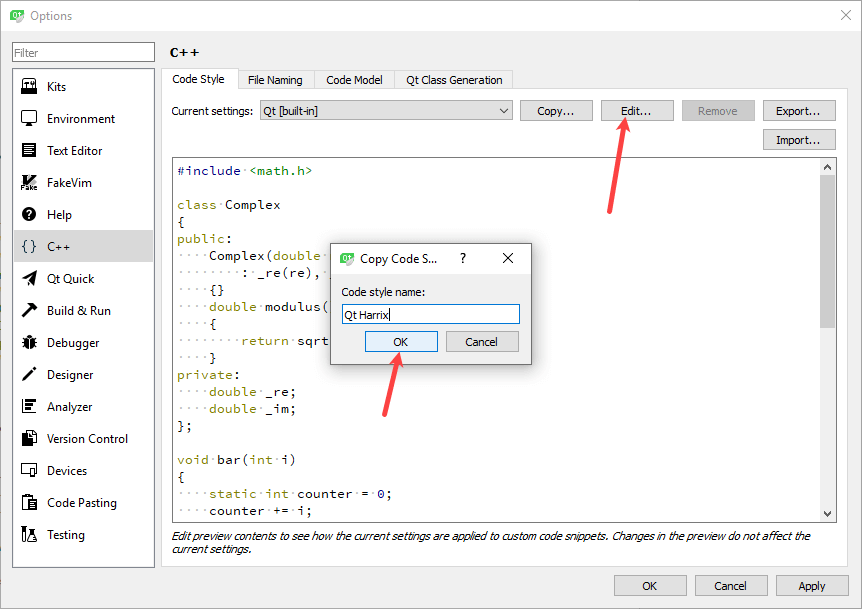 Options
Filter
Kits
Environment
Text Editor
FakeVim
Help
{} C++
Qt Quick
Build & Run
Debugger
Designer
Analyzer
Version Control
Devices
Code Pasting
Testing
C++
Code Style File Naming Code Model Qt Class Generation
Current settings: Qt [built-in] Copy... Edit... Remove Export...
Import...
#include·<math.h>
class·Complex
{
public:
····Complex(double
········:·_re(re),
····{}
····double·modulus(
····{
········return·sqrt
····}
private:
····double·_re;
····double·_im;
};
void·bar(int·i)
{
····static·int·counter·=·0;
····counter·+=·i;
Copy Code S... ?
Code style name:
Qt Harrix
OK Cancel
Edit preview contents to see how the current settings are applied to custom code snippets. Changes in the preview do not affect the
current settings.
OK Cancel Apply